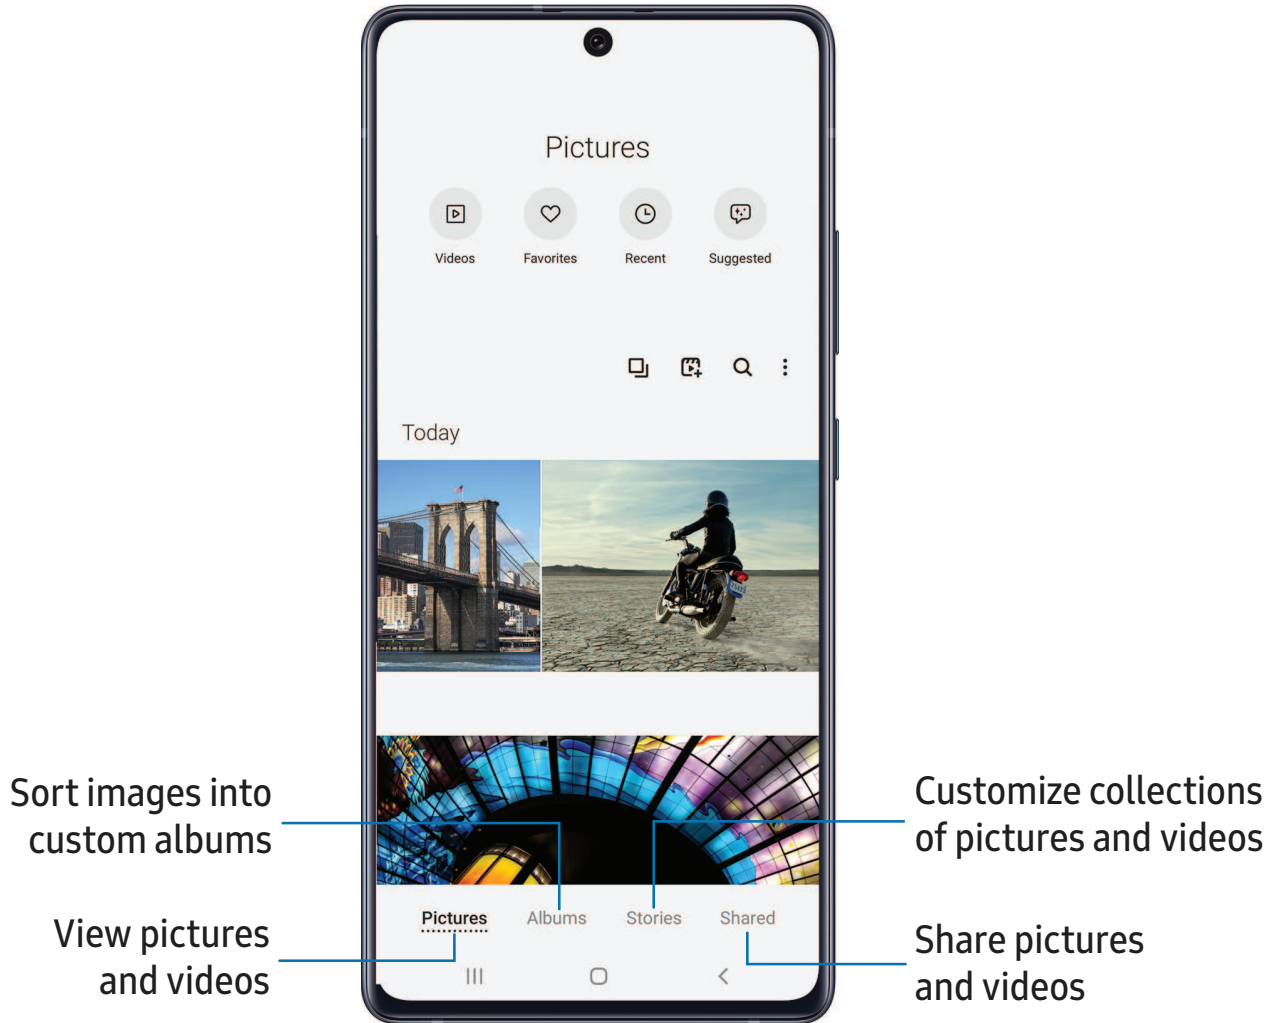 Pictures
Videos
Favorites
Recent
Suggested
Today
Sort images into
custom albums
Customize collections
of pictures and videos
Pictures
Albums
Stories
Shared
View pictures
and videos
Share pictures
and videos